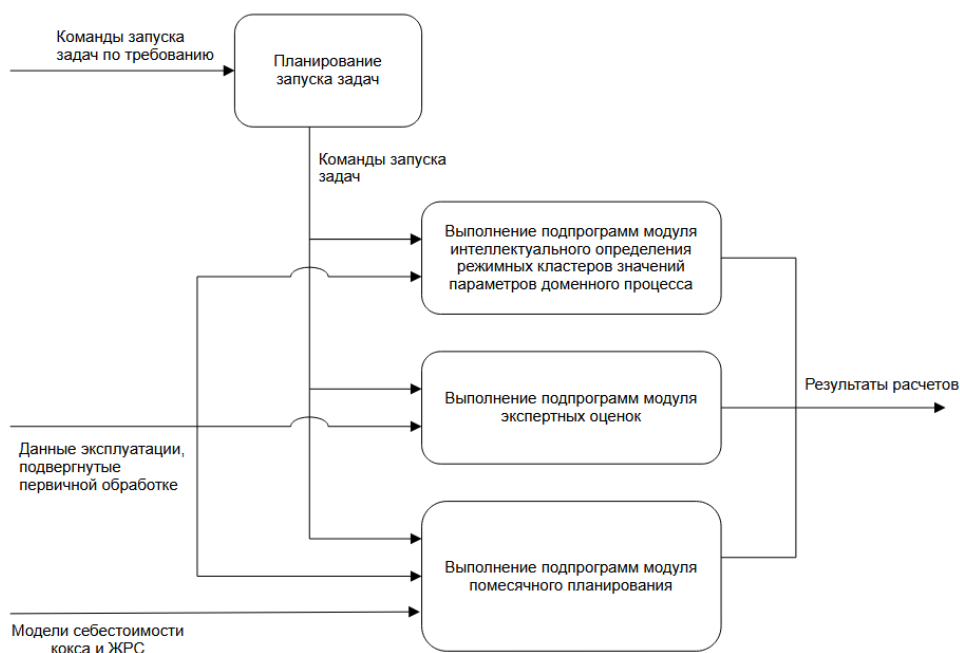 Команды запуска
задач по требованию
Планирование
запуска задач
Команды запуска
задач
Выполнение подпрограмм модуля
интеллектуального определения
режимных кластеров значений
параметров доменного процесса
Выполнение подпрограмм модуля
экспертных оценок
Результаты расчетов
Данные эксплуатации,
подвергнутые
первичной обработке
Выполнение подпрограмм модуля
помесячного планирования
Модели себестоимости
кокса и ЖРС